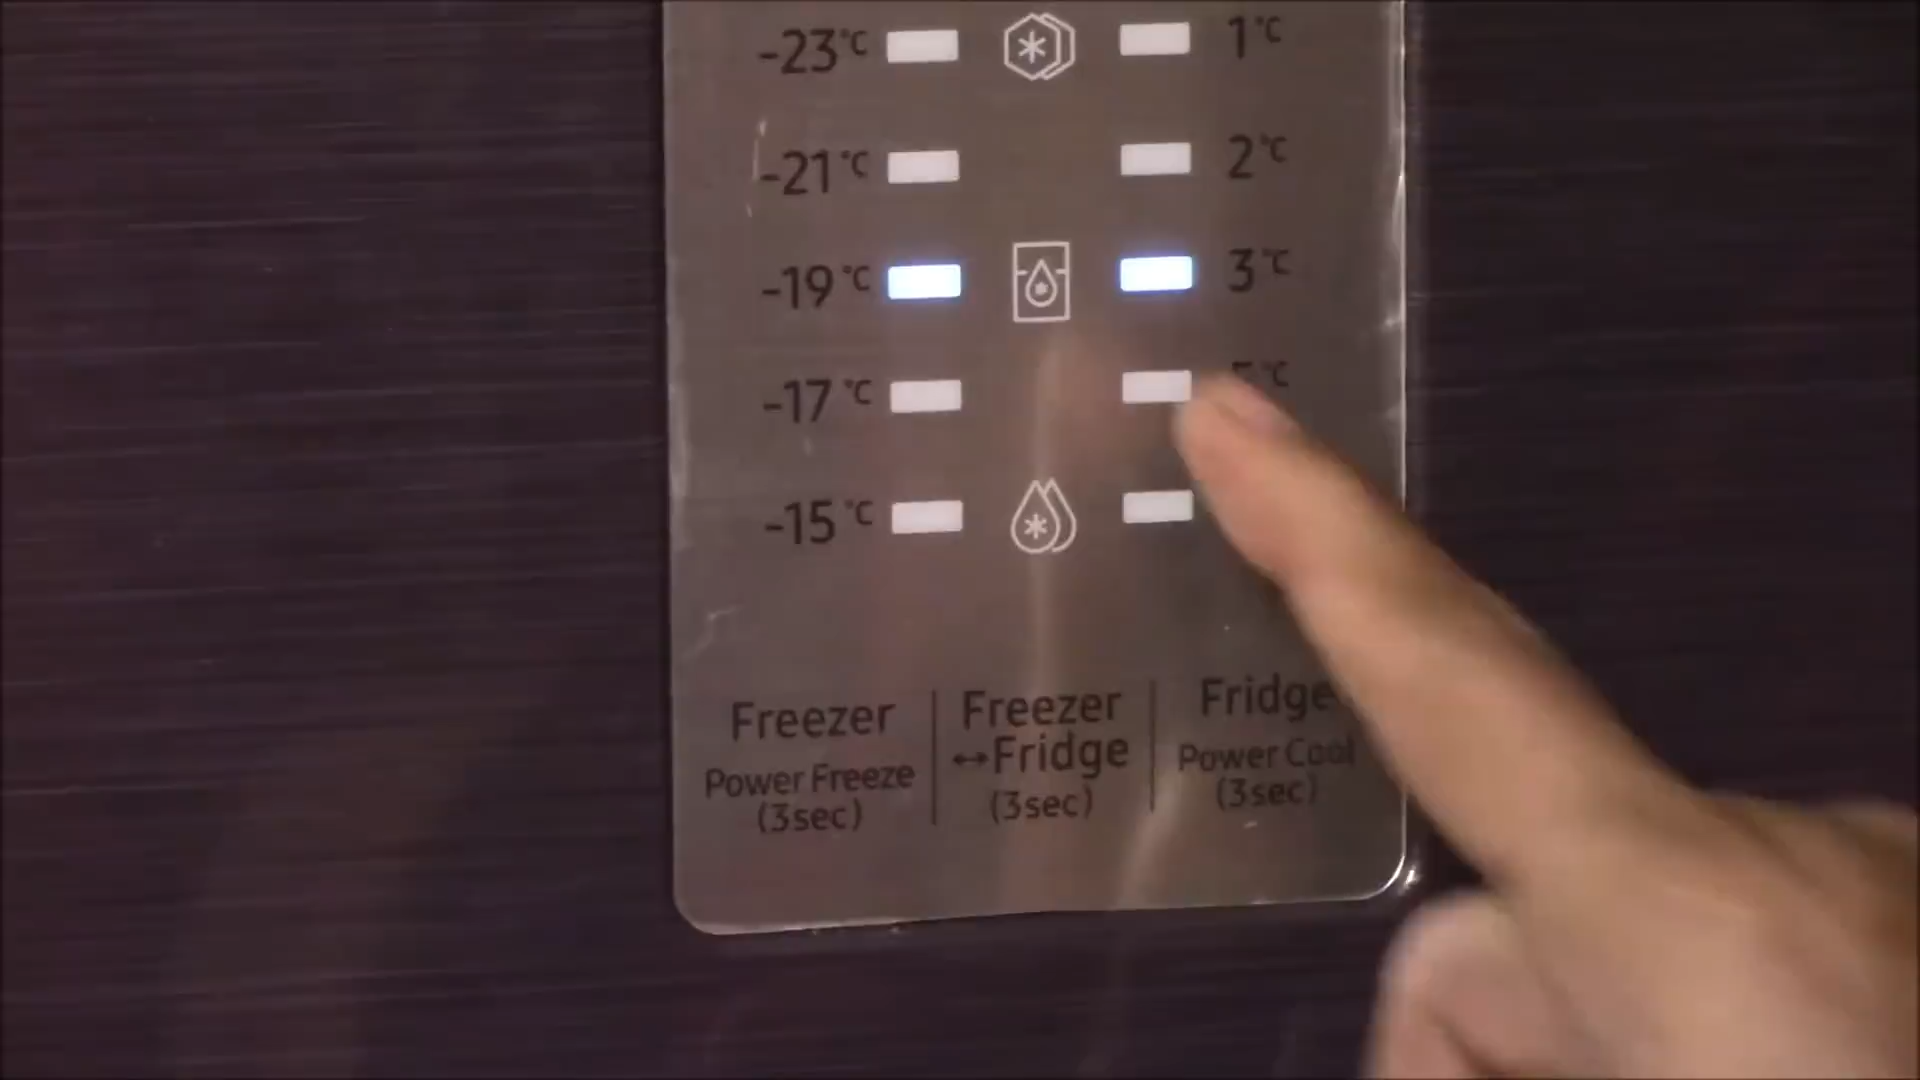 -23°C 1°C
-21°C 2°C
-19°C 3°C
-17°C 5°C
-15°C
Freezer
Power Freeze
(3sec)
Freezer
↔Fridge
(3sec)
Fridge
Power Cool
(3sec)